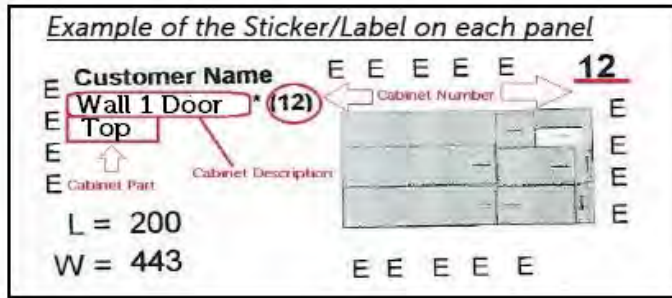 Example of the Sticker/Label on each panel
E E E E E 12
Customer Name
E
Wall 1 Door * (12)
Cabinet Number
E
E
Top
E
E
E
E Cabinet Part
Cabinet Description
E
E
L = 200
W = 443
E E E E E